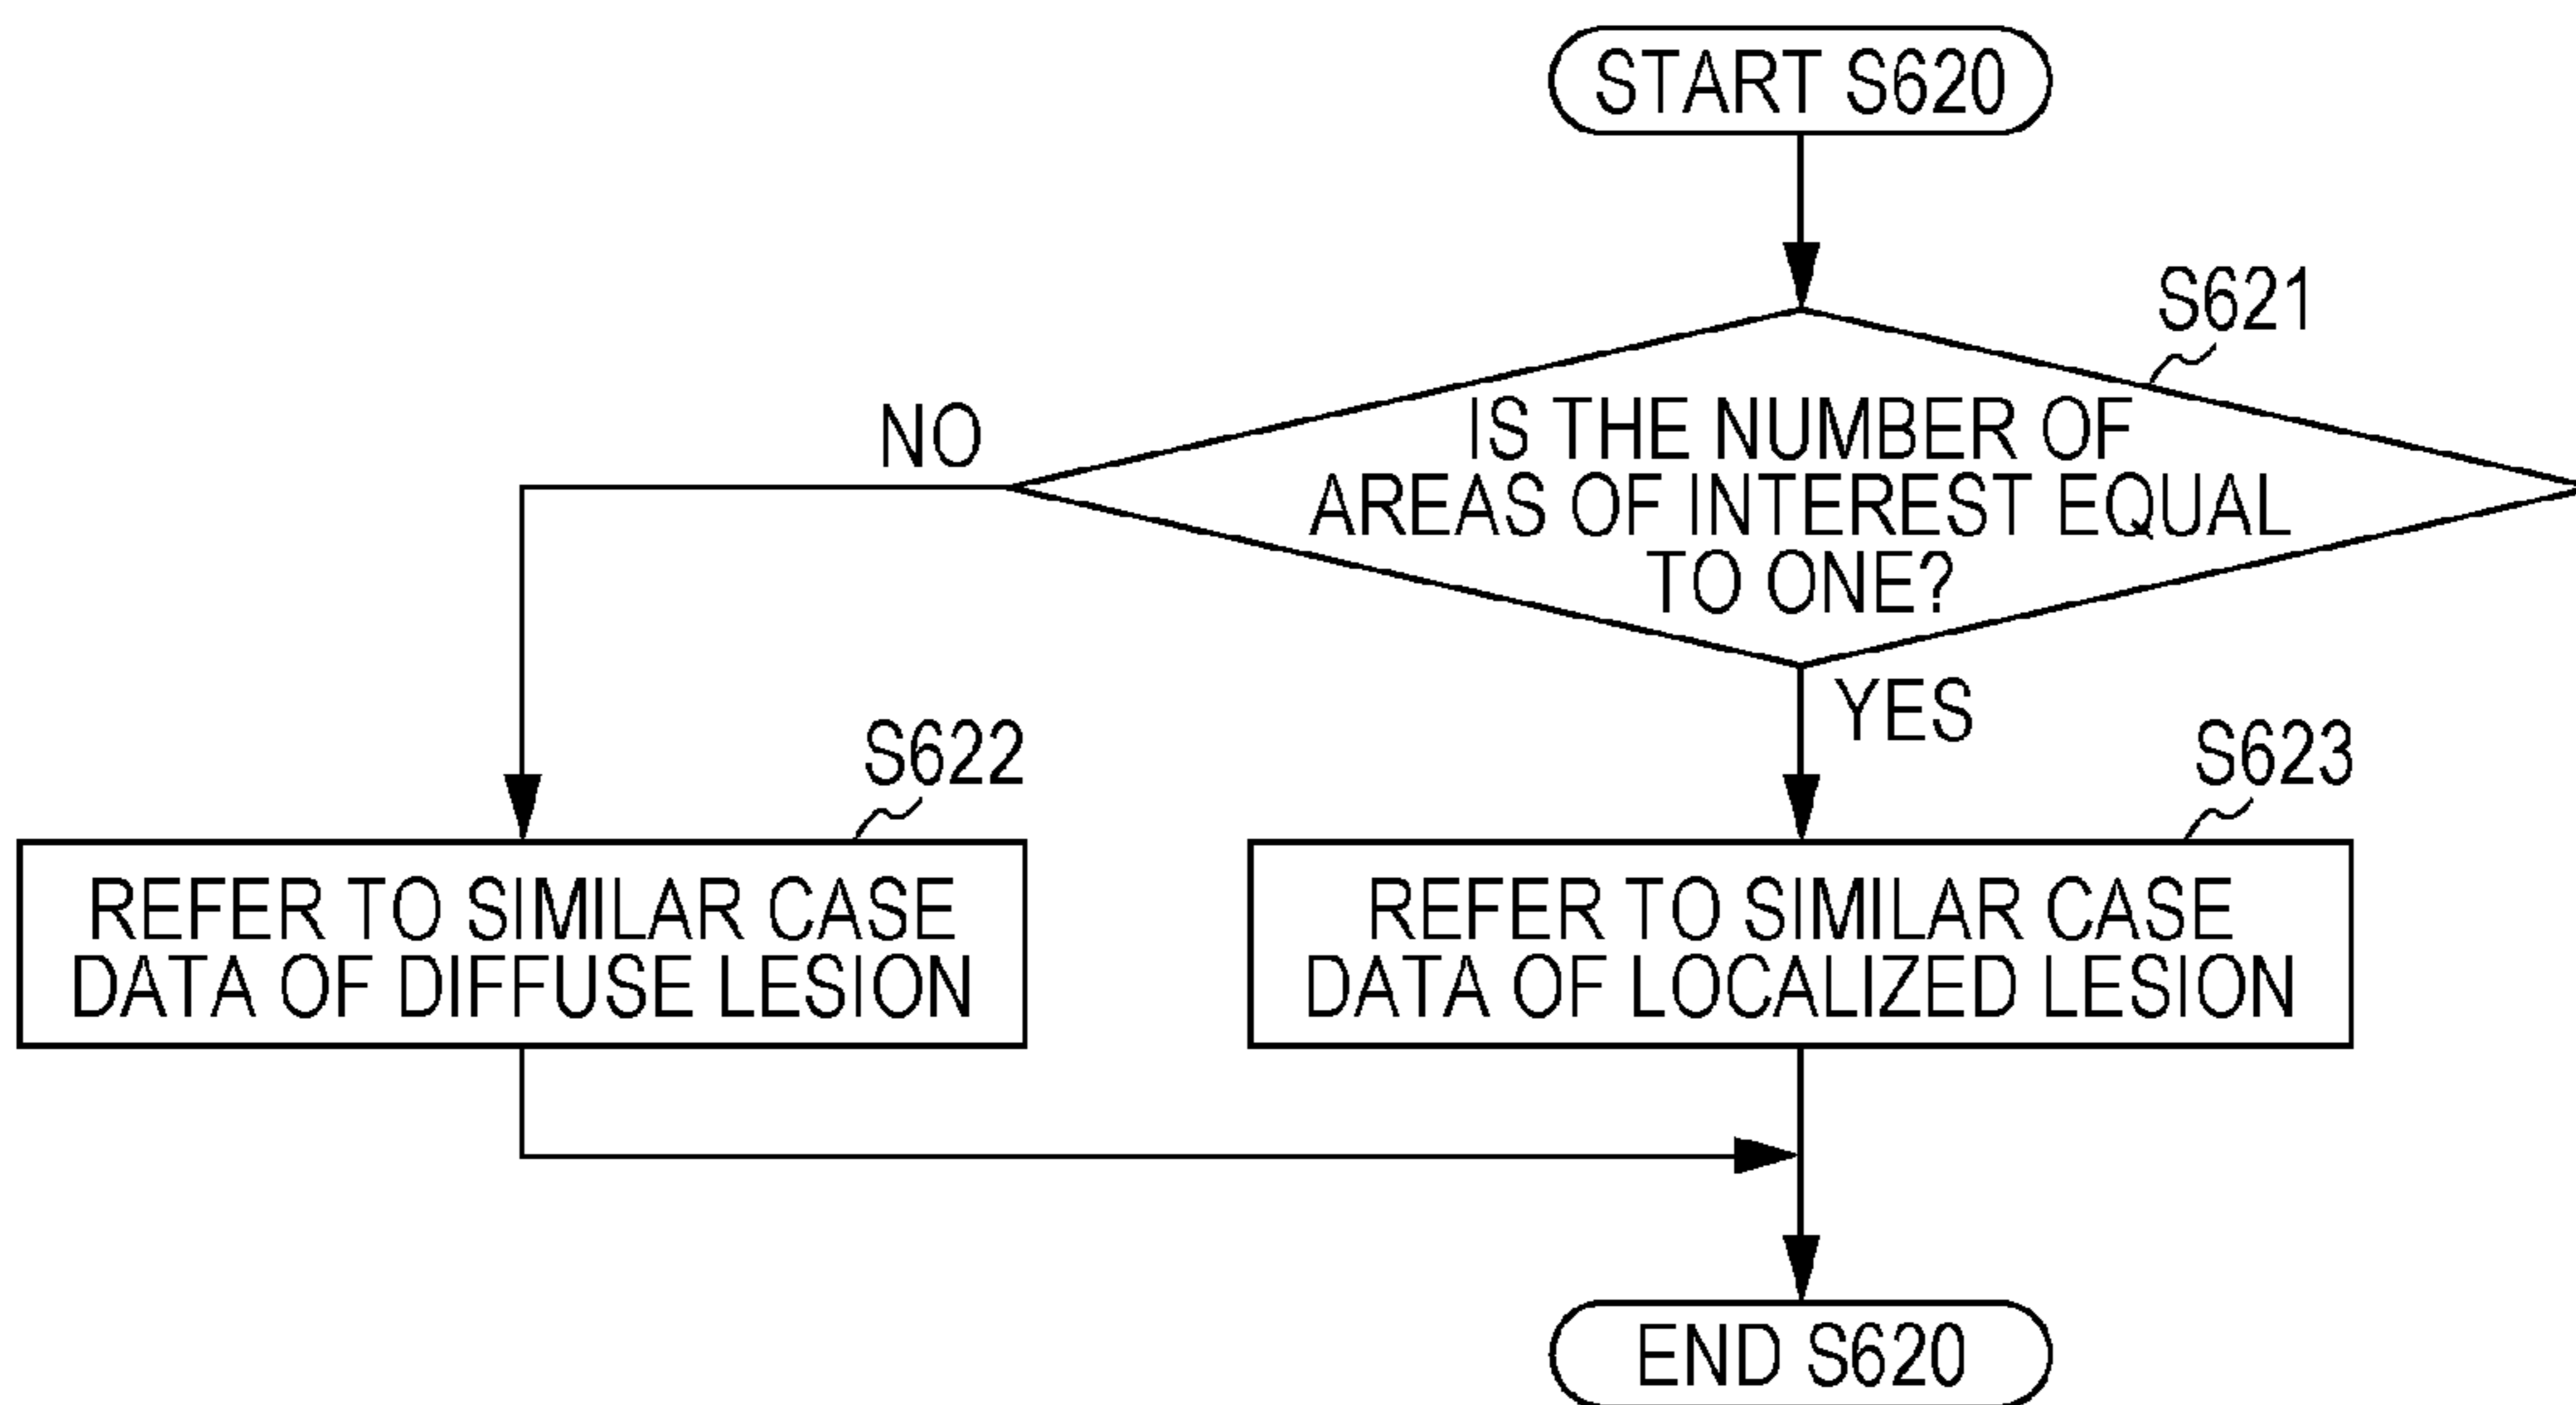 START S620
S621
IS THE NUMBER OF
AREAS OF INTEREST EQUAL
TO ONE?
NO
YES
S622
REFER TO SIMILAR CASE
DATA OF DIFFUSE LESION
S623
REFER TO SIMILAR CASE
DATA OF LOCALIZED LESION
END S620